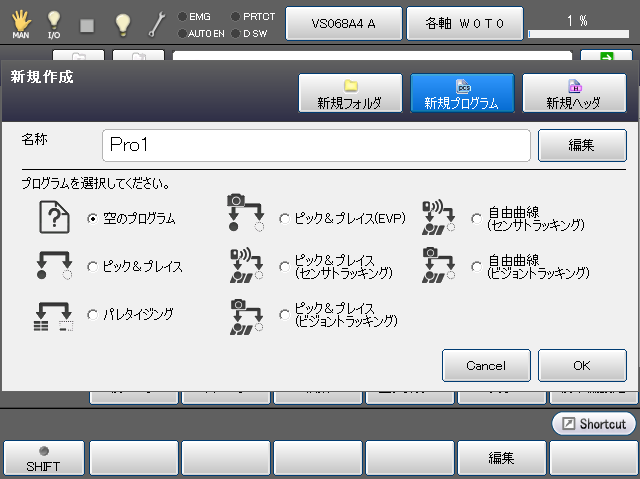 EMG PRTCT
AUTO EN D SW
MAN I/O
VS068A4 A
各軸 W0T0
1 %
新規作成
新規フォルダ
新規プログラム
新規ヘッダ
名称
Pro1
編集
プログラムを選択してください。
空のプログラム
ピック&プレイス(EVP)
自由曲線
(センサトラッキング)
ピック&プレイス
ピック&プレイス
(センサトラッキング)
自由曲線
(ビジョントラッキング)
パレタイジング
ピック&プレイス
(ビジョントラッキング)
Cancel
OK
Shortcut
SHIFT
編集